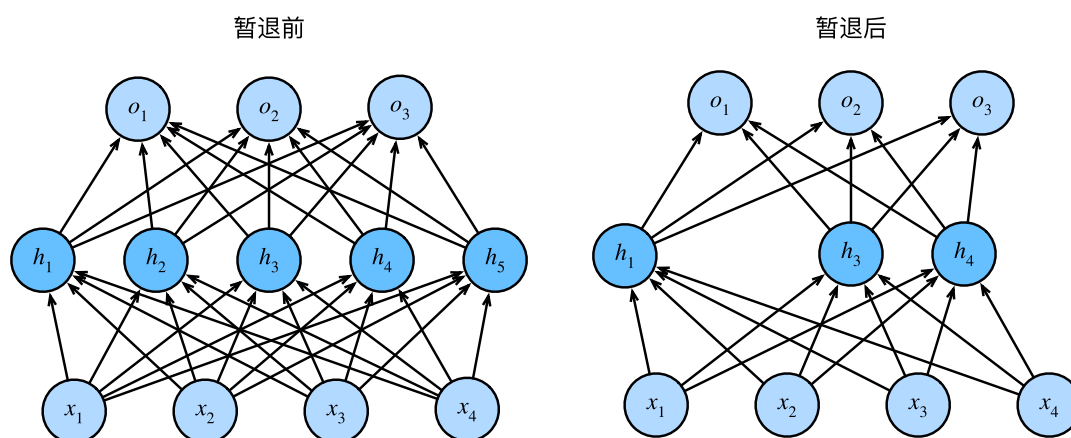 暂退前 暂退后
o1 o2 o3 o1 o2 o3
h1 h2 h3 h4 h5 h1 h3 h4
x1 x2 x3 x4 x1 x2 x3 x4